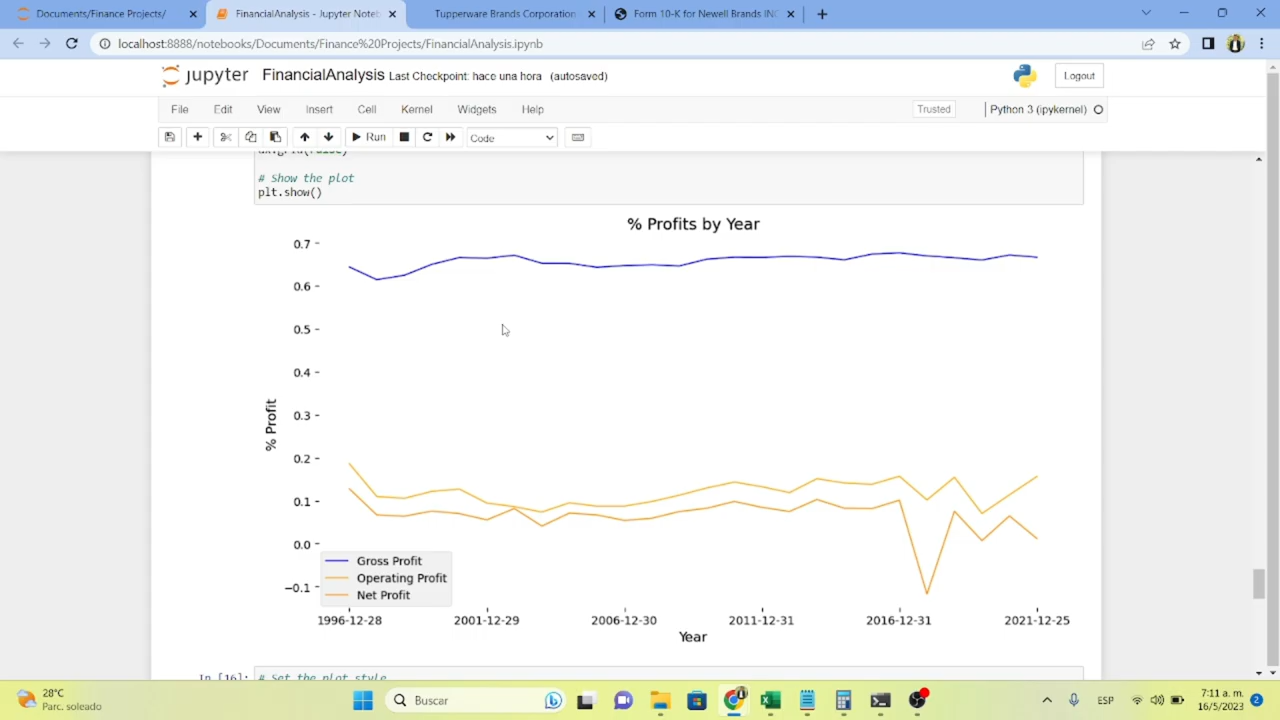 Documents/Finance Projects/
FinancialAnalysis - Jupyter Note
Tupperware Brands Corporation
Form 10-K for Newell Brands INC
localhost:8888/notebooks/Documents/Finance%20Projects/FinancialAnalysis.ipynb
jupyter FinancialAnalysis Last Checkpoint: hace una hora (autosaved)
Logout
File Edit View Insert Cell Kernel Widgets Help
Trusted
Python 3 (ipykernel)
Run
Code
# Show the plot
plt.show()
% Profits by Year
0.7
0.6
0.5
0.4
0.3
0.2
0.1
0.0
−0.1
% Profit
Gross Profit
Operating Profit
Net Profit
1996-12-28 2001-12-29 2006-12-30 2011-12-31 2016-12-31 2021-12-25
Year
In [16]: # Set the plot style
28°C
Parc. soleado
Buscar
ESP
7:11 a. m.
16/5/2023
2